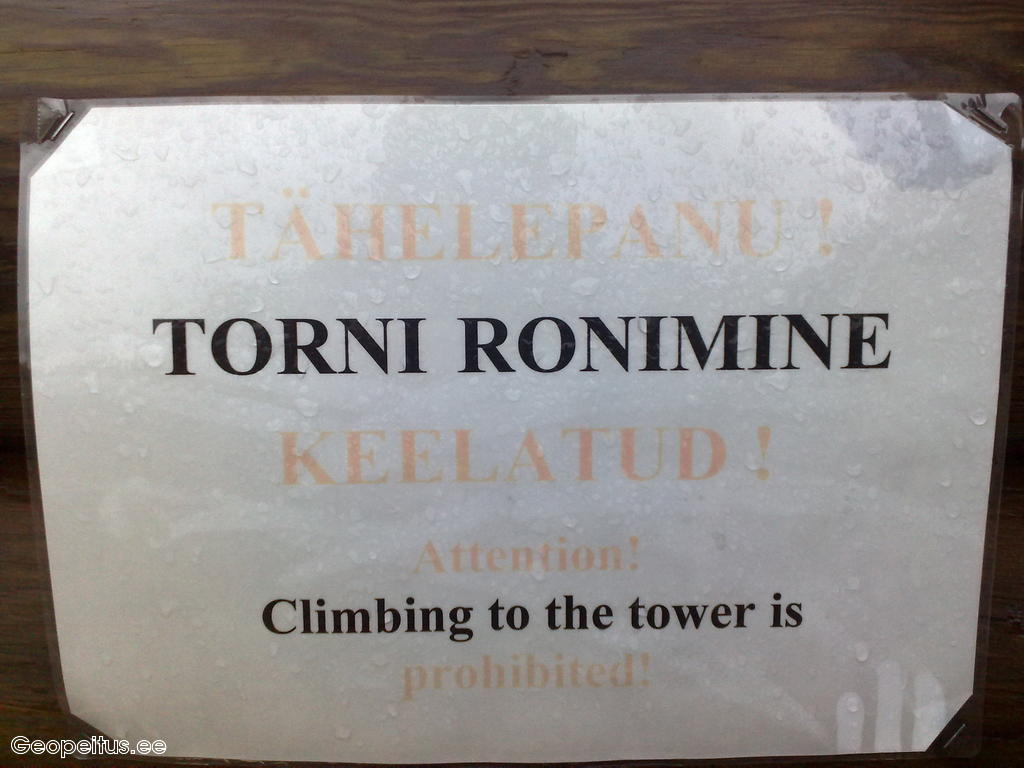 TÄHELEPANU !
TORNI RONIMINE
KEELATUD !
Attention!
Climbing to the tower is
prohibited!
Geopeitus.ee